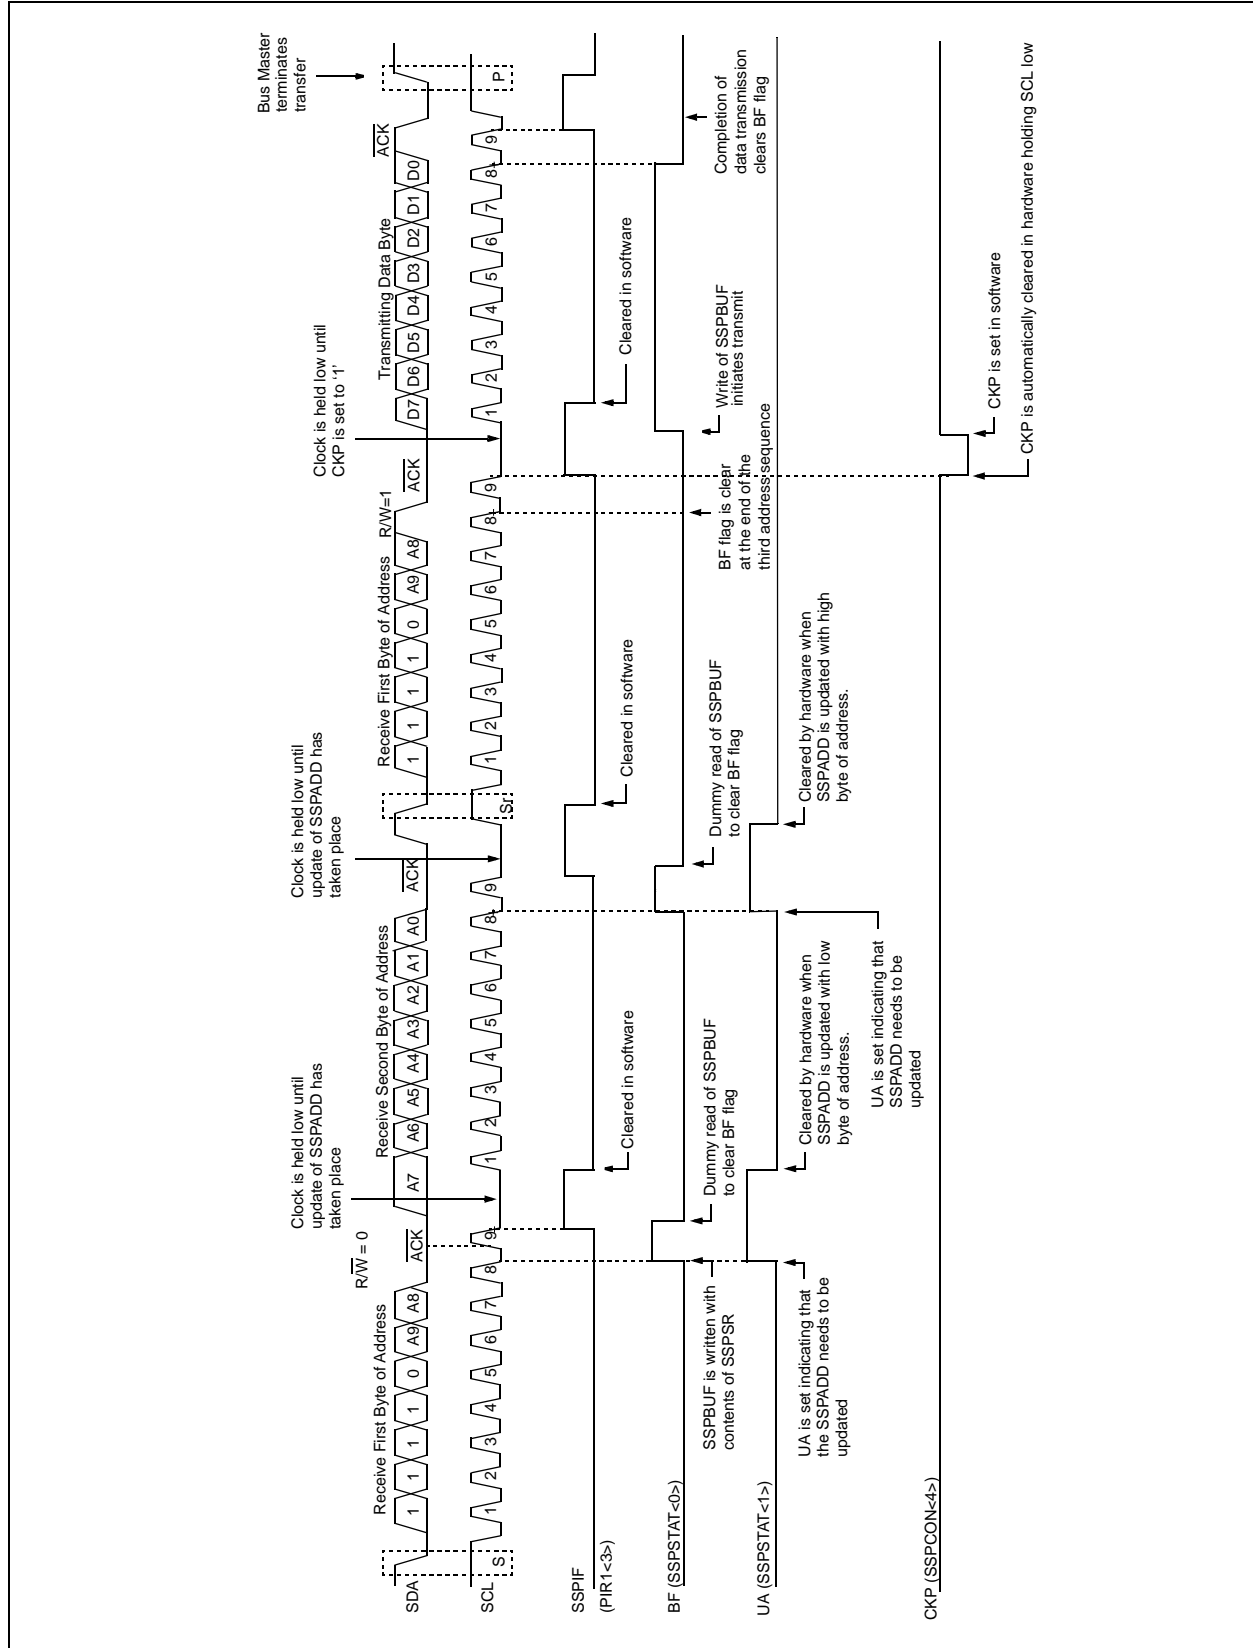 Bus Master
terminates
transfer
Clock is held low until
update of SSPADD has
taken place
Clock is held low until
update of SSPADD has
taken place
Clock is held low until
CKP is set to ‘1’
R/W = 0
R/W=1
Receive First Byte of Address
ACK
Receive Second Byte of Address
ACK
Receive First Byte of Address
ACK
Transmitting Data Byte
ACK
SDA
1 1 1 1 0 A9 A8
A7 A6 A5 A4 A3 A2 A1 A0
1 1 1 1 0 A9 A8
D7 D6 D5 D4 D3 D2 D1 D0
SCL
S
1 2 3 4 5 6 7 8 9
1 2 3 4 5 6 7 8 9
Sr
1 2 3 4 5 6 7 8 9
1 2 3 4 5 6 7 8 9
P
SSPIF
(PIR1<3>)
Cleared in software
Cleared in software
Cleared in software
BF (SSPSTAT<0>)
SSPBUF is written with
contents of SSPSR
Dummy read of SSPBUF
to clear BF flag
Dummy read of SSPBUF
to clear BF flag
BF flag is clear
at the end of the
third address sequence
Write of SSPBUF
initiates transmit
Completion of
data transmission
clears BF flag
UA (SSPSTAT<1>)
UA is set indicating that
the SSPADD needs to be
updated
Cleared by hardware when
SSPADD is updated with low
byte of address.
UA is set indicating that
SSPADD needs to be
updated
Cleared by hardware when
SSPADD is updated with high
byte of address.
CKP (SSPCON<4>)
CKP is set in software
CKP is automatically cleared in hardware holding SCL low